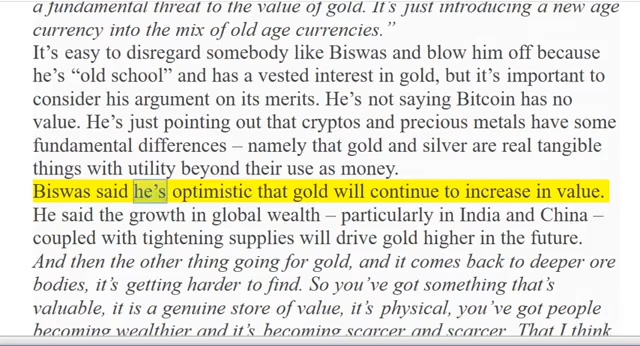 a fundamental threat to the value of gold. It's just introducing a new age
currency into the mix of old age currencies.”
It’s easy to disregard somebody like Biswas and blow him off because
he’s “old school” and has a vested interest in gold, but it’s important to
consider his argument on its merits. He’s not saying Bitcoin has no
value. He’s just pointing out that cryptos and precious metals have some
fundamental differences – namely that gold and silver are real tangible
things with utility beyond their use as money.
Biswas said he’s optimistic that gold will continue to increase in value.
He said the growth in global wealth – particularly in India and China –
coupled with tightening supplies will drive gold higher in the future.
And then the other thing going for gold, and it comes back to deeper ore
bodies, it’s getting harder to find. So you’ve got something that’s
valuable, it is a genuine store of value, it’s physical, you’ve got people
becoming wealthier and it’s becoming scarcer and scarcer. That I think